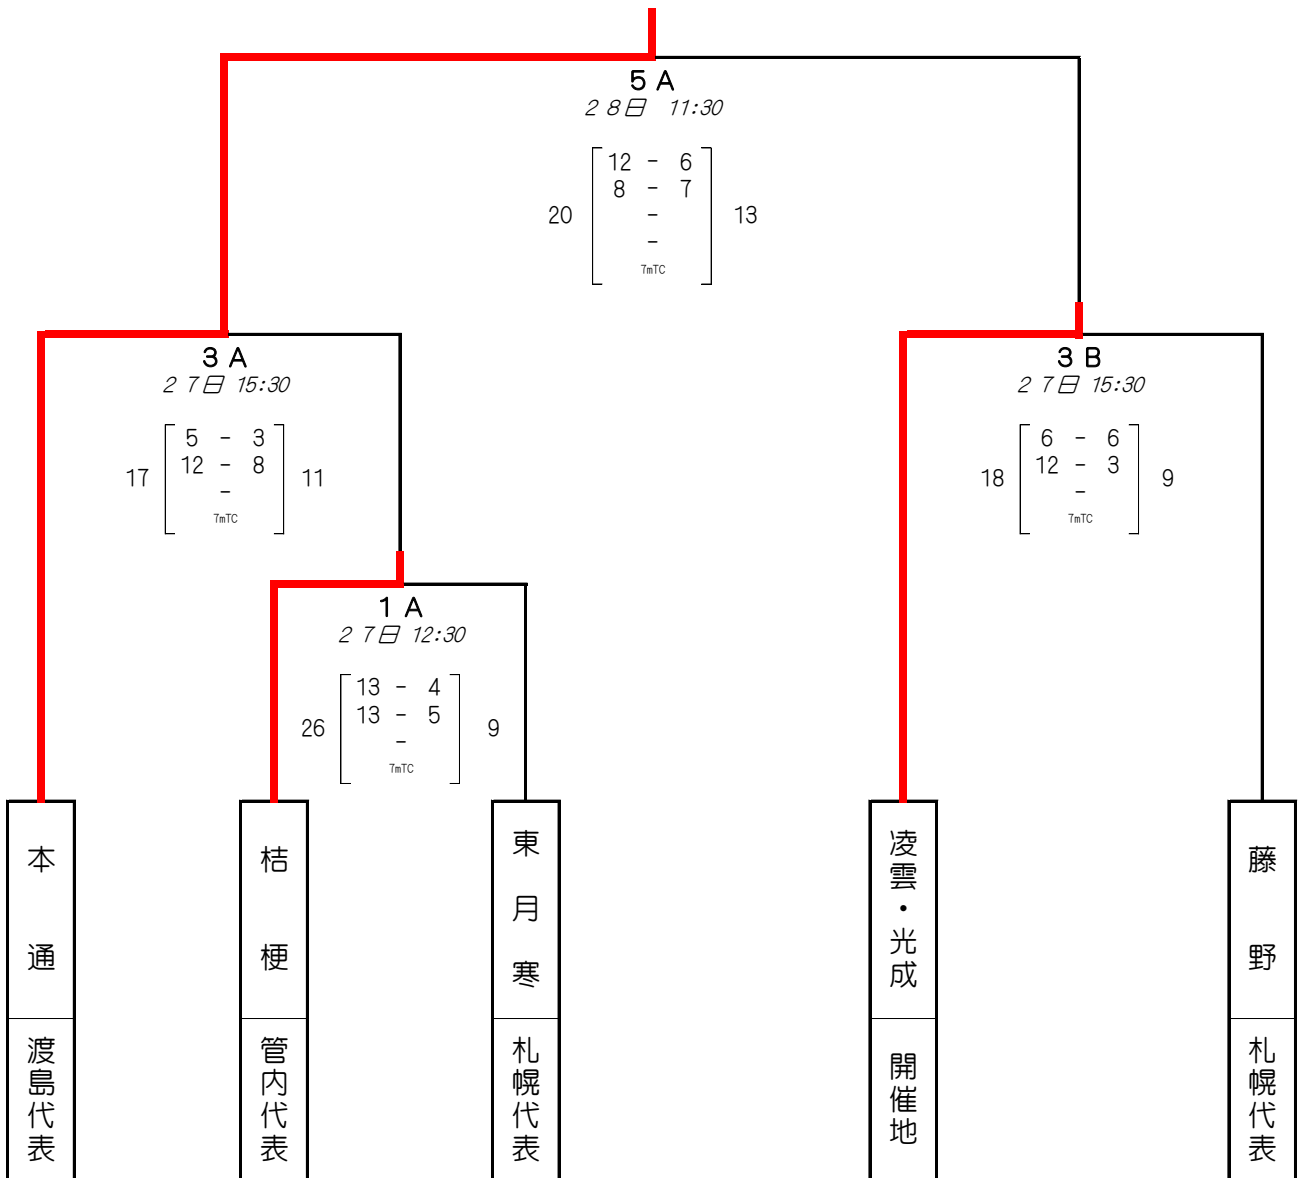 5 A
28日 11:30
12 - 6
8 - 7
20 - 13
-
7mTC
3 A
27日 15:30
5 - 3
12 - 8
17 11
-
7mTC
3 B
27日 15:30
6 - 6
12 - 3
18 9
-
7mTC
1 A
27日 12:30
13 - 4
13 - 5
26 9
-
7mTC
本通
渡島代表
桔梗
管内代表
東月寒
札幌代表
凌雲・光成
開催地
藤野
札幌代表